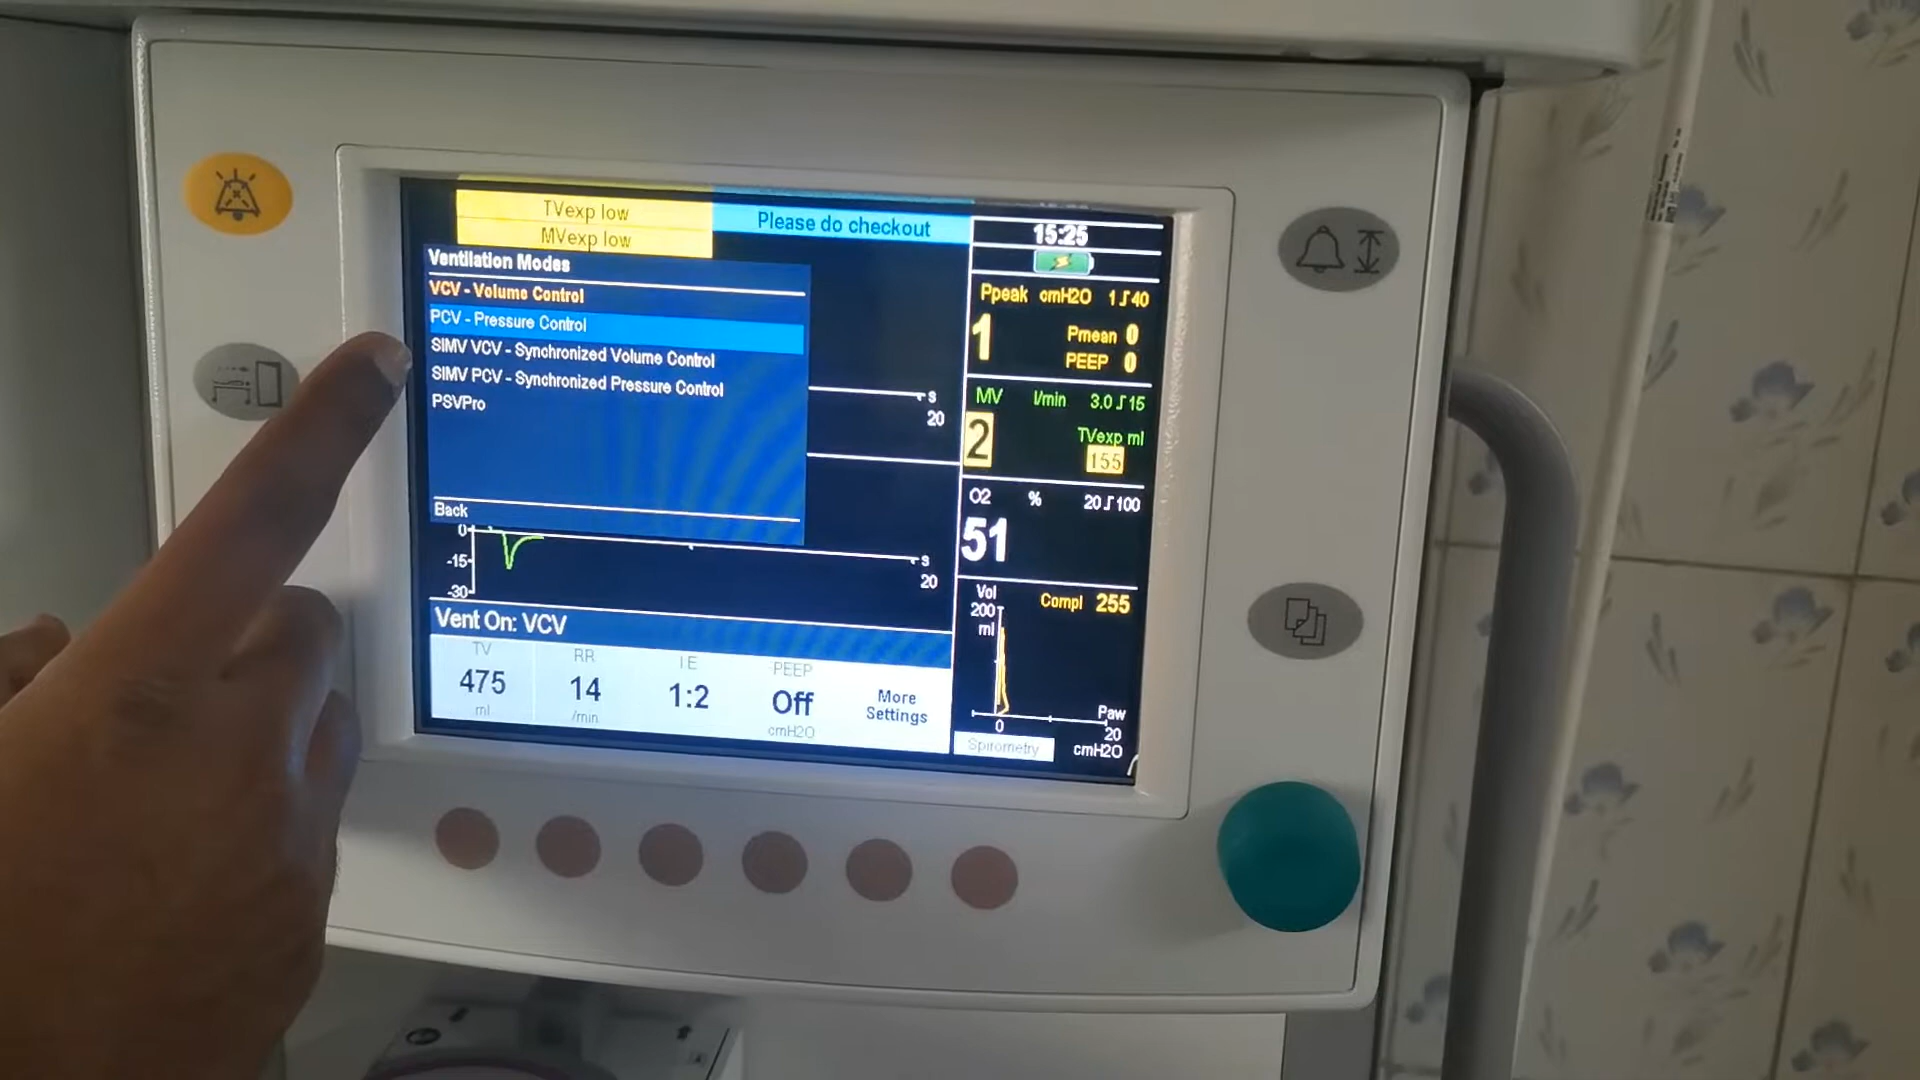 TVexp low
MVexp low
Please do checkout
15:25
Ventilation Modes
VCV - Volume Control
PCV - Pressure Control
SIMV VCV - Synchronized Volume Control
SIMV PCV - Synchronized Pressure Control
PSVPro
Back
s
20
0
-15
-30
s
20
Vent On: VCV
TV
475
ml
RR
14
/min
I:E
1:2
PEEP
Off
cmH2O
More
Settings
Ppeak cmH2O 1 40
1
Pmean 0
PEEP 0
MV l/min 3.0 15
2
TVexp ml
155
O2 % 20 100
51
Vol
200
ml
Compl 255
0
Paw
20
cmH2O
Spirometry